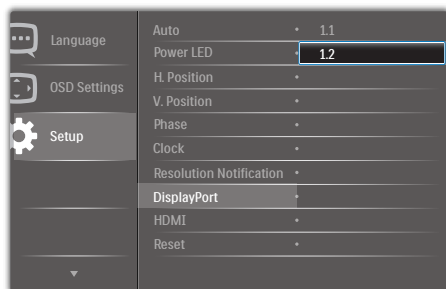 Language
OSD Settings
Setup
Auto
Power LED
H. Position
V. Position
Phase
Clock
Resolution Notification
DisplayPort
HDMI
Reset
1.1
1.2